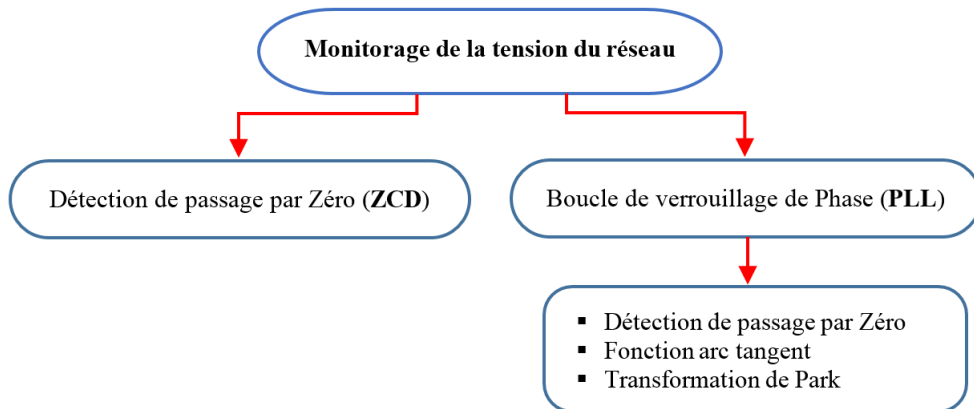 Monitorage de la tension du réseau
Détection de passage par Zéro (ZCD)
Boucle de verrouillage de Phase (PLL)
▪ Détection de passage par Zéro
▪ Fonction arc tangent
▪ Transformation de Park